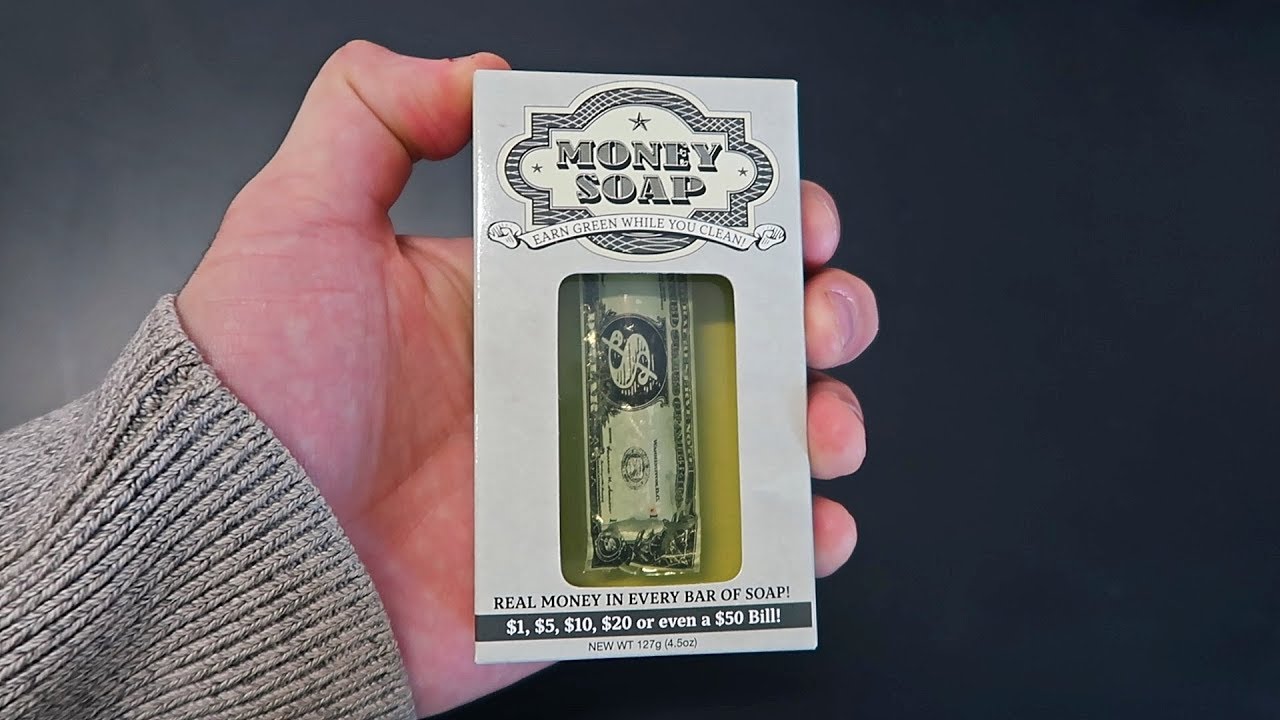 MONEY
SOAP
EARN GREEN WHILE YOU CLEAN!
REAL MONEY IN EVERY BAR OF SOAP!
$1, $5, $10, $20 or even a $50 Bill!
NEW WT 127g (4.5oz)